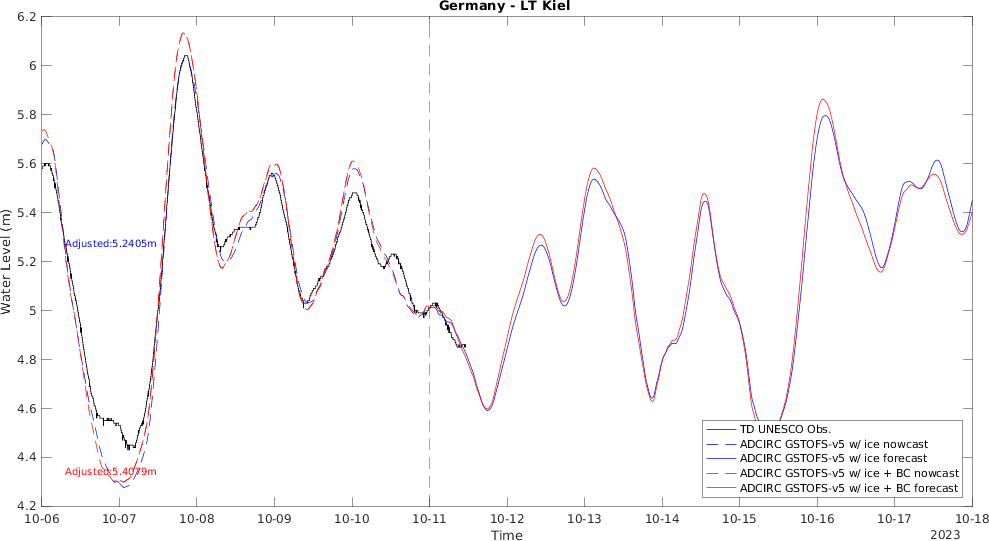 Germany - LT Kiel
6.2
6
5.8
5.6
5.4
5.2
5
4.8
4.6
4.4
4.2
Water Level (m)
Adjusted:5.2405m
Adjusted:5.4079m
TD UNESCO Obs.
ADCIRC GSTOFS-v5 w/ ice nowcast
ADCIRC GSTOFS-v5 w/ ice forecast
ADCIRC GSTOFS-v5 w/ ice + BC nowcast
ADCIRC GSTOFS-v5 w/ ice + BC forecast
10-06 10-07 10-08 10-09 10-10 10-11 10-12 10-13 10-14 10-15 10-16 10-17 10-18
Time
2023